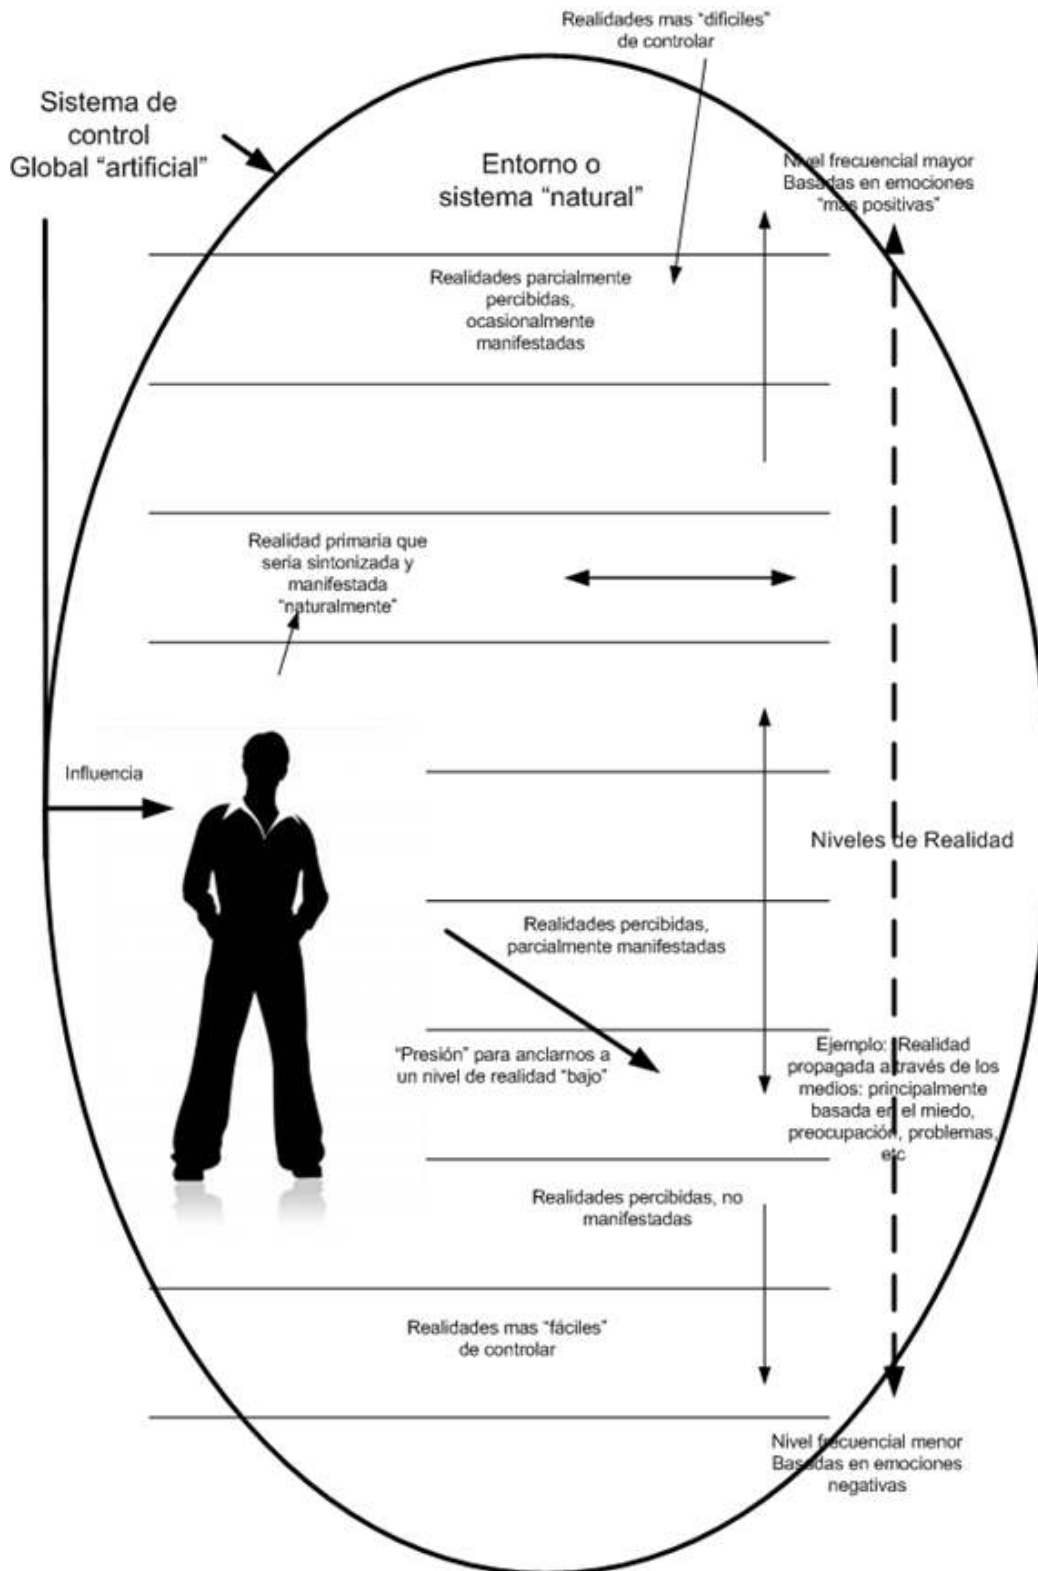 Realidades mas “dificiles”
de controlar
Sistema de
control
Global “artificial”
Entorno o
sistema “natural”
Nivel frecuencial mayor
Basadas en emociones
“mas positivas”
Realidades parcialmente
percibidas,
ocasionalmente
manifestadas
Realidad primaria que
seria sintonizada y
manifestada
“naturalmente”
Influencia
Niveles de Realidad
Realidades percibidas,
parcialmente manifestadas
“Presión” para anclarnos a
un nivel de realidad “bajo”
Ejemplo: Realidad
propagada através de los
medios: principalmente
basada en el miedo,
preocupación, problemas,
etc
Realidades percibidas, no
manifestadas
Realidades mas “fáciles”
de controlar
Nivel frecuencial menor
Basadas en emociones
negativas